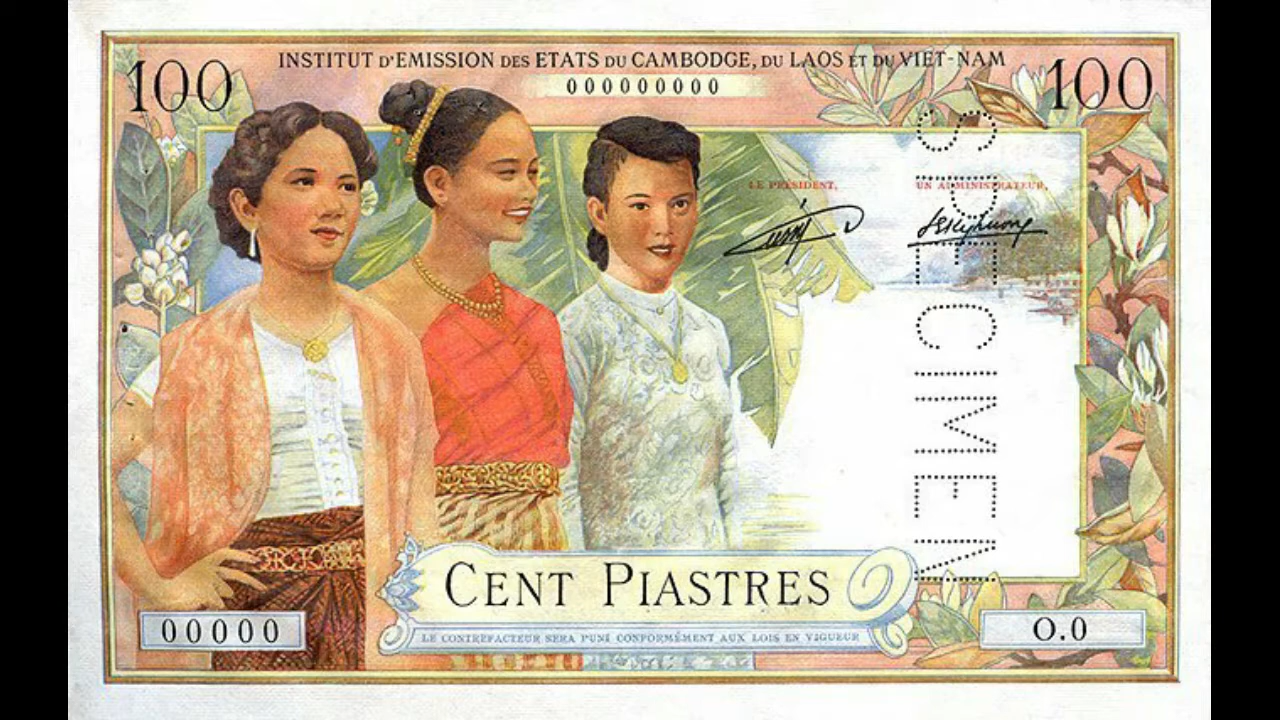 INSTITUT D'EMISSION DES ETATS DU CAMBODGE, DU LAOS ET DU VIET-NAM
100
000000000
100
LE PRÉSIDENT,
UN ADMINISTRATEUR,
SPECIMEN
CENT PIASTRES
LE CONTREFACTEUR SERA PUNI CONFORMÉMENT AUX LOIS EN VIGUEUR
00000
O.0